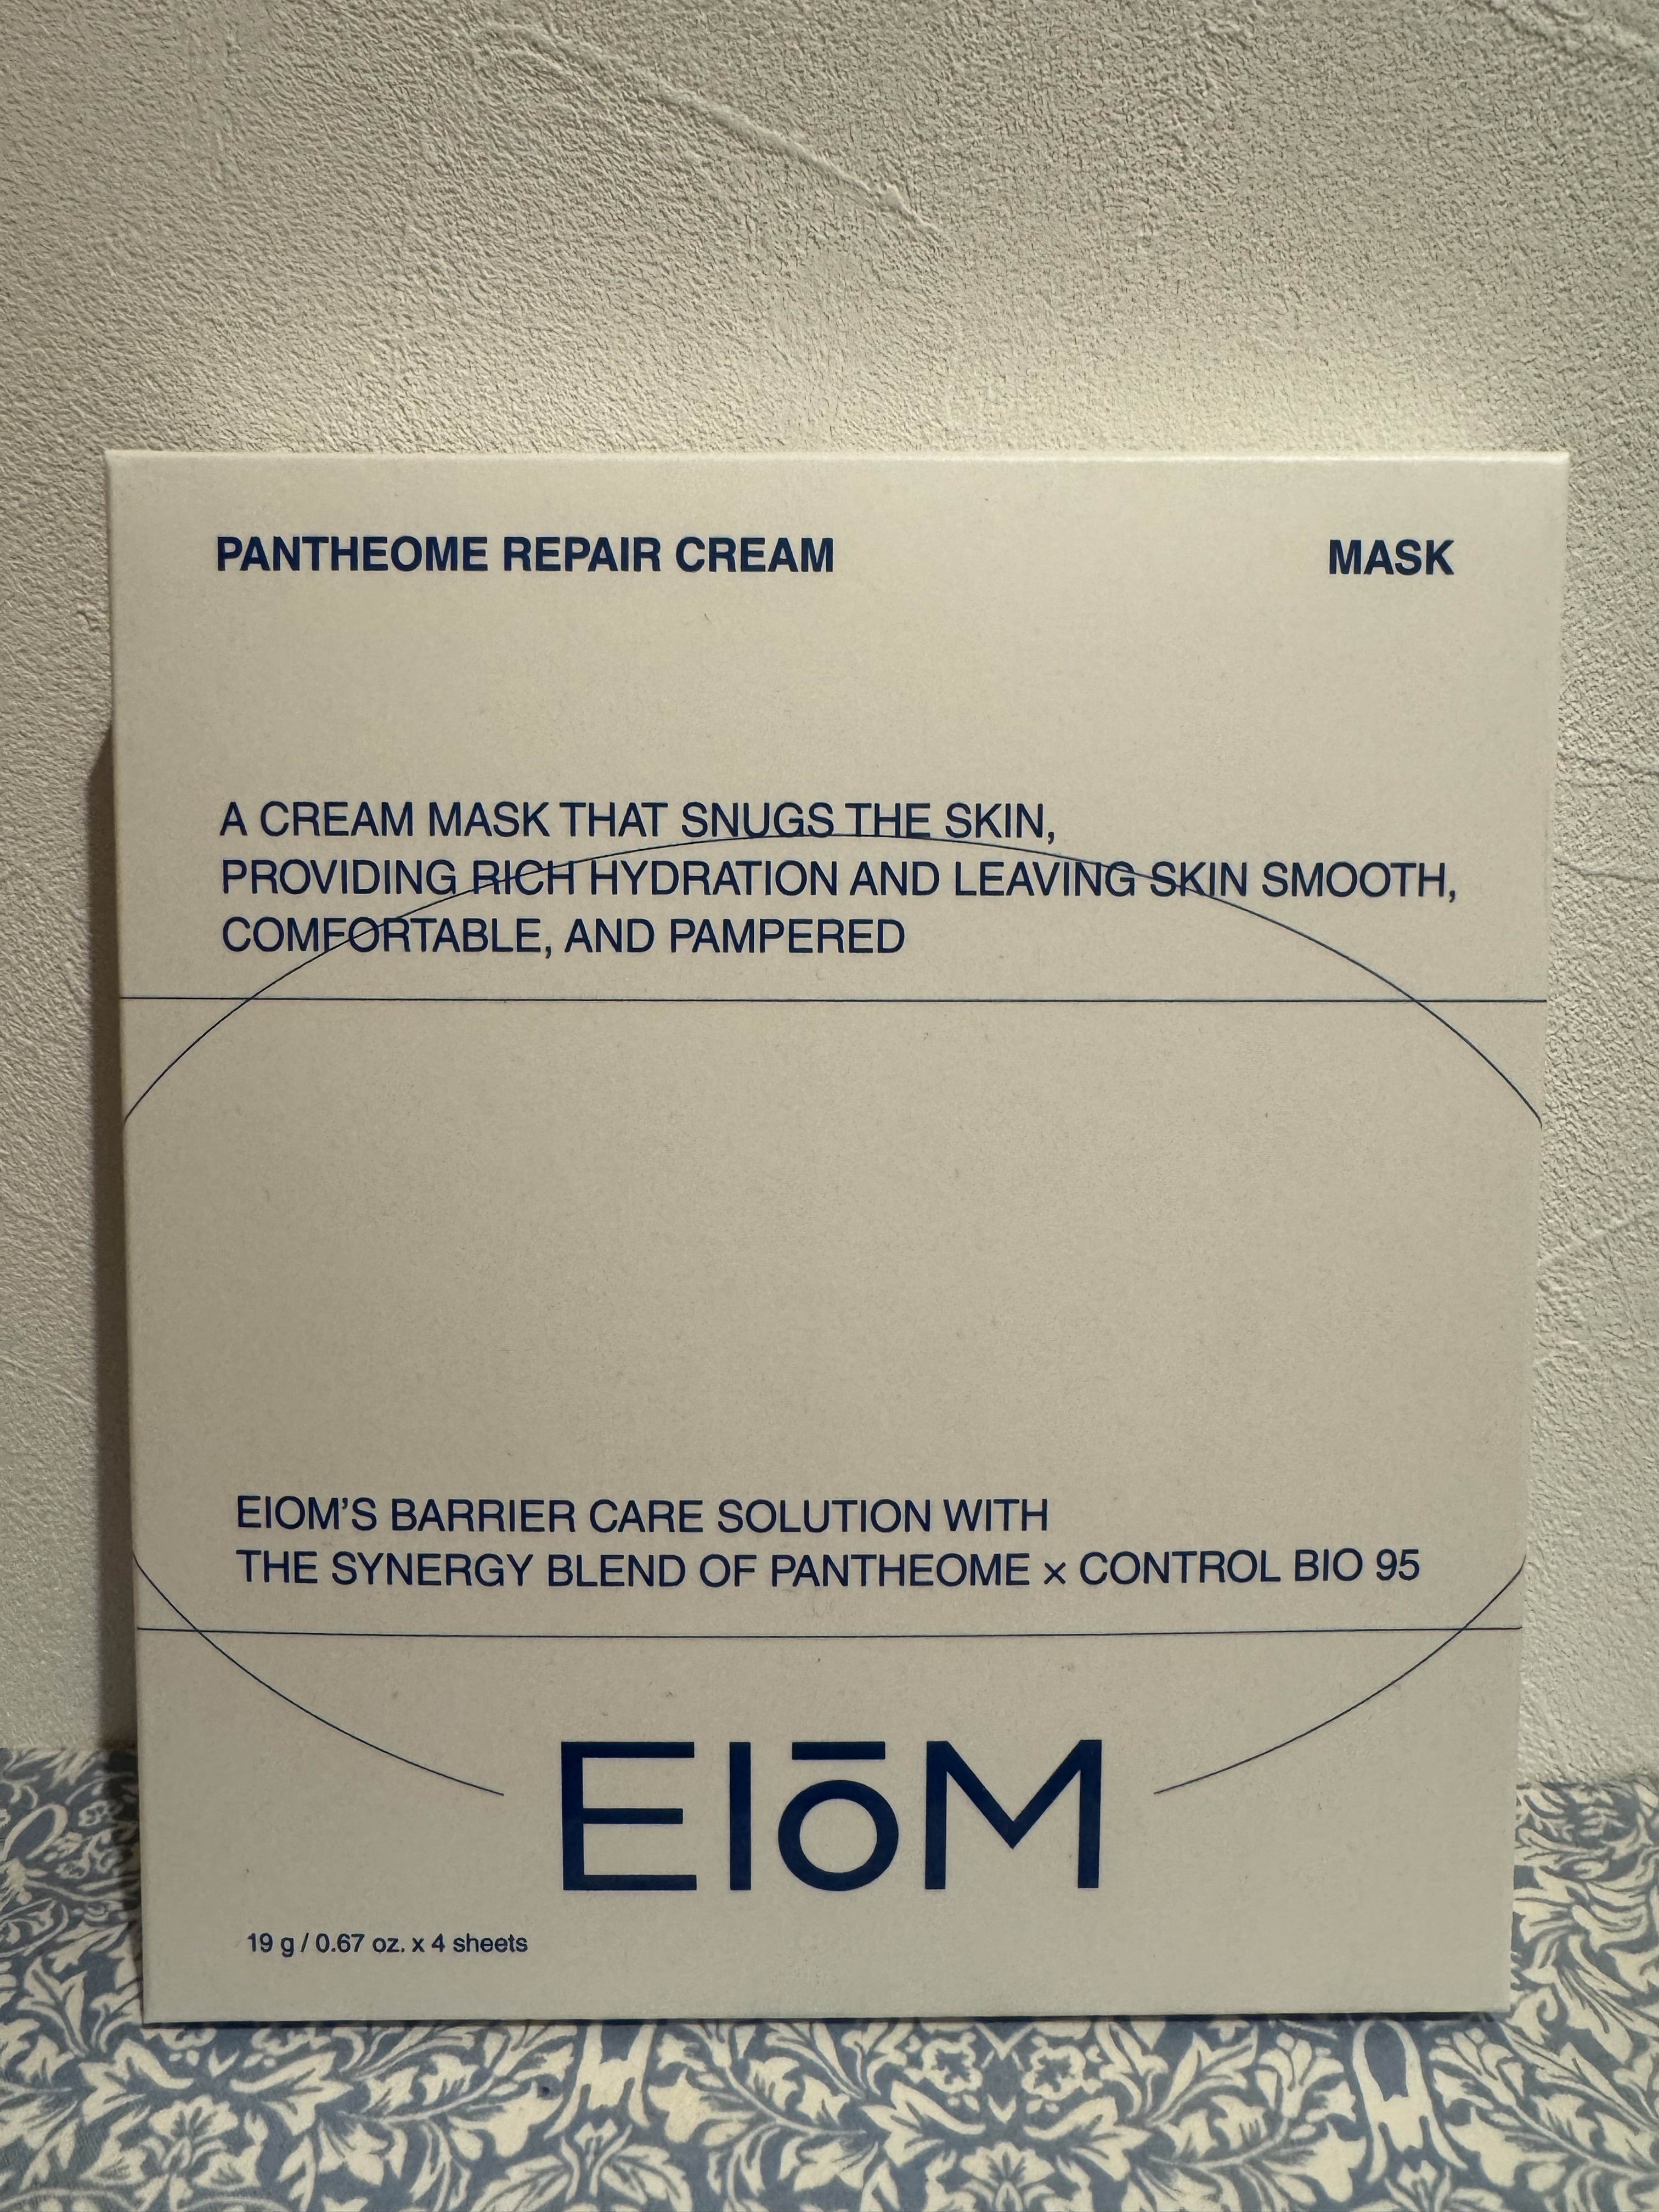 PANTHEOME REPAIR CREAM MASK
A CREAM MASK THAT SNUGS THE SKIN,
PROVIDING RICH HYDRATION AND LEAVING SKIN SMOOTH,
COMFORTABLE, AND PAMPERED
EIOM’S BARRIER CARE SOLUTION WITH
THE SYNERGY BLEND OF PANTHEOME × CONTROL BIO 95
EIōM
19 g / 0.67 oz. x 4 sheets